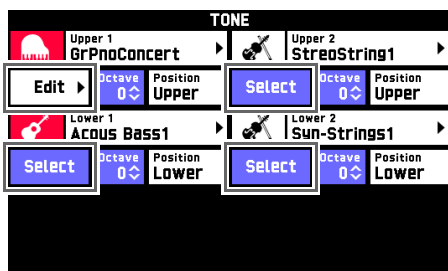 TONE
Upper 1
GrPnoConcert
Upper 2
StreoString1
Edit
Octave
0
Position
Upper
Select
Octave
0
Position
Upper
Lower 1
Acous Bass1
Lower 2
Syn-Strings1
Select
Octave
0
Position
Lower
Select
Octave
0
Position
Lower